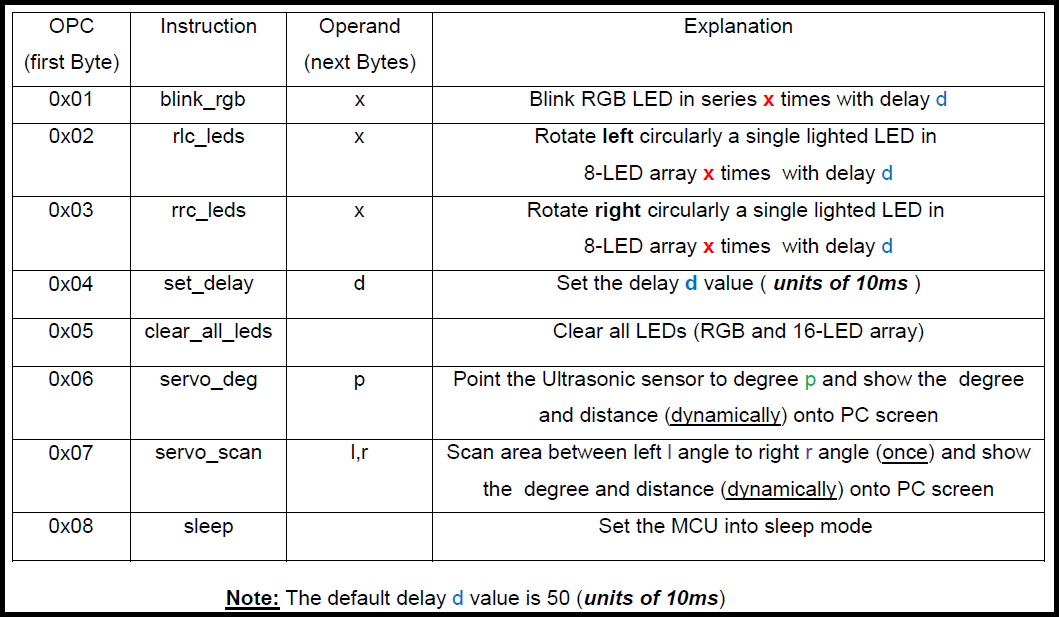 OPC Instruction Operand Explanation
(first Byte) (next Bytes)
0x01 blink_rgb x Blink RGB LED in series x times with delay d
0x02 rlc_leds x Rotate left circularly a single lighted LED in
8-LED array x times with delay d
0x03 rrc_leds x Rotate right circularly a single lighted LED in
8-LED array x times with delay d
0x04 set_delay d Set the delay d value ( units of 10ms )
0x05 clear_all_leds Clear all LEDs (RGB and 16-LED array)
0x06 servo_deg p Point the Ultrasonic sensor to degree p and show the degree
and distance (dynamically) onto PC screen
0x07 servo_scan l,r Scan area between left l angle to right r angle (once) and show
the degree and distance (dynamically) onto PC screen
0x08 sleep Set the MCU into sleep mode
Note: The default delay d value is 50 (units of 10ms)